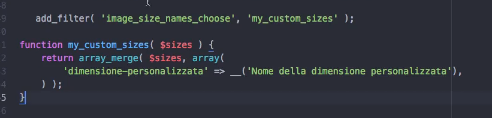 add_filter( 'image_size_names_choose', 'my_custom_sizes' );
function my_custom_sizes( $sizes ) {
return array_merge( $sizes, array(
'dimensione-personalizzata' => __('Nome della dimensione personalizzata'),
) );
}